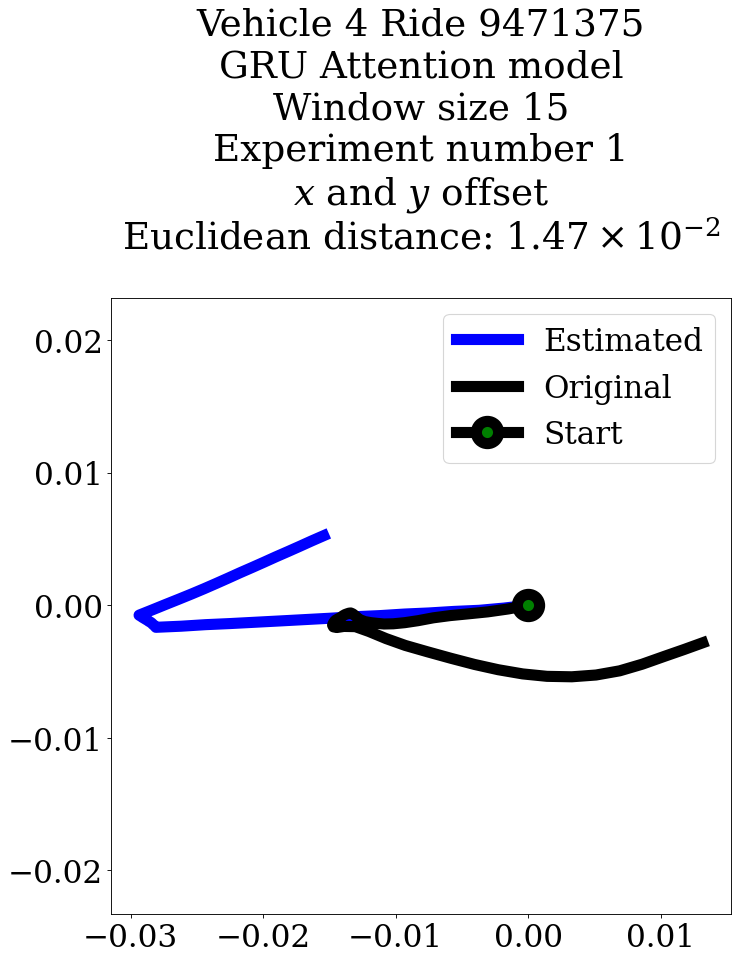 Vehicle 4 Ride 9471375
GRU Attention model
Window size 15
Experiment number 1
x and y offset
Euclidean distance: 1.47 × 10⁻²
Estimated
Original
Start
0.02
0.01
0.00
−0.01
−0.02
−0.03 −0.02 −0.01 0.00 0.01